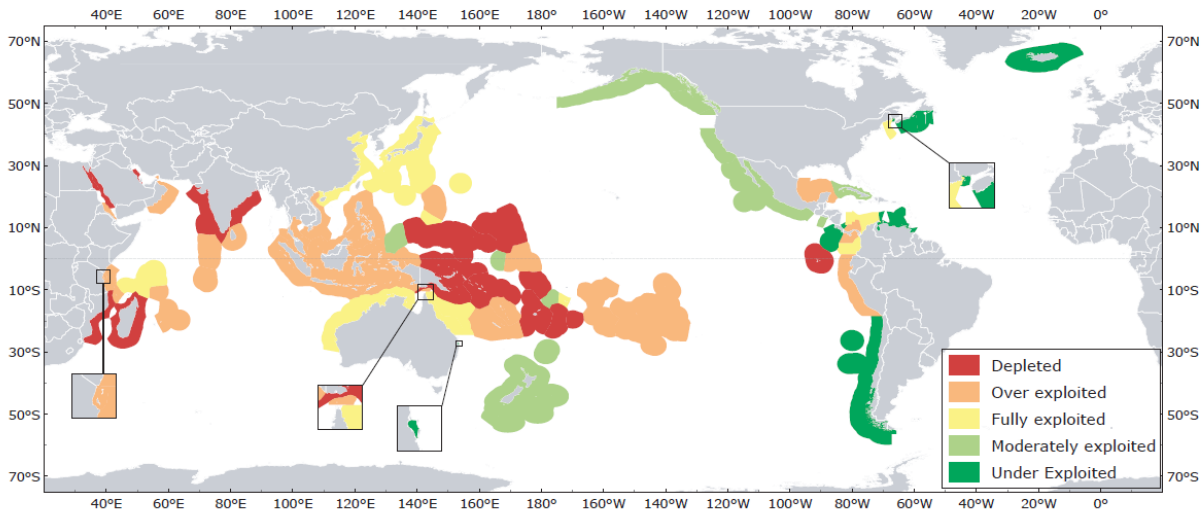 40°E 60°E 80°E 100°E 120°E 140°E 160°E 180° 160°W 140°W 120°W 100°W 80°W 60°W 40°W 20°W 0°
70°N 70°N
50°N 50°N
30°N 30°N
10°N 10°N
10°S 10°S
30°S 30°S
50°S 50°S
70°S 70°S
Depleted
Over exploited
Fully exploited
Moderately exploited
Under Exploited
40°E 60°E 80°E 100°E 120°E 140°E 160°E 180° 160°W 140°W 120°W 100°W 80°W 60°W 40°W 20°W 0°